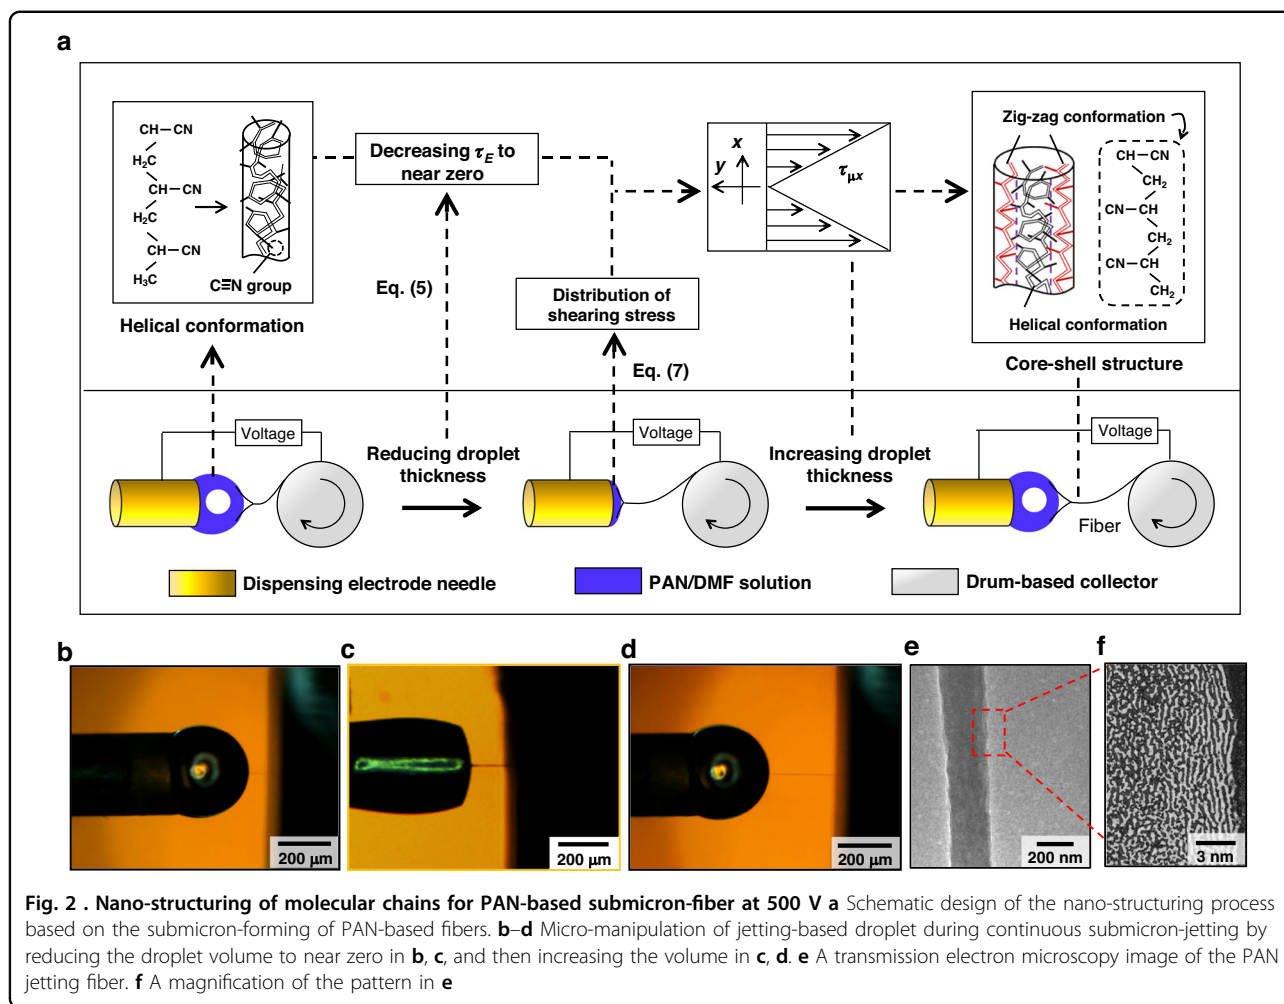 a
CH—CN
H₂C
CH—CN
H₂C
CH—CN
H₃C
C≡N group
Helical conformation
Decreasing τE to
near zero
Eq. (5)
Distribution of
shearing stress
Eq. (7)
x
y
τμx
Zig-zag conformation
CH—CN
CH₂
CN—CH
CH₂
CN—CH
CH₂
Helical conformation
Core-shell structure
Voltage
Reducing droplet
thickness
Voltage
Increasing droplet
thickness
Voltage
Fiber
Dispensing electrode needle
PAN/DMF solution
Drum-based collector
b
200 µm
c
200 µm
d
200 µm
e
200 nm
f
3 nm
Fig. 2 . Nano-structuring of molecular chains for PAN-based submicron-fiber at 500 V a Schematic design of the nano-structuring process
based on the submicron-forming of PAN-based fibers. b–d Micro-manipulation of jetting-based droplet during continuous submicron-jetting by
reducing the droplet volume to near zero in b, c, and then increasing the volume in c, d. e A transmission electron microscopy image of the PAN
jetting fiber. f A magnification of the pattern in e